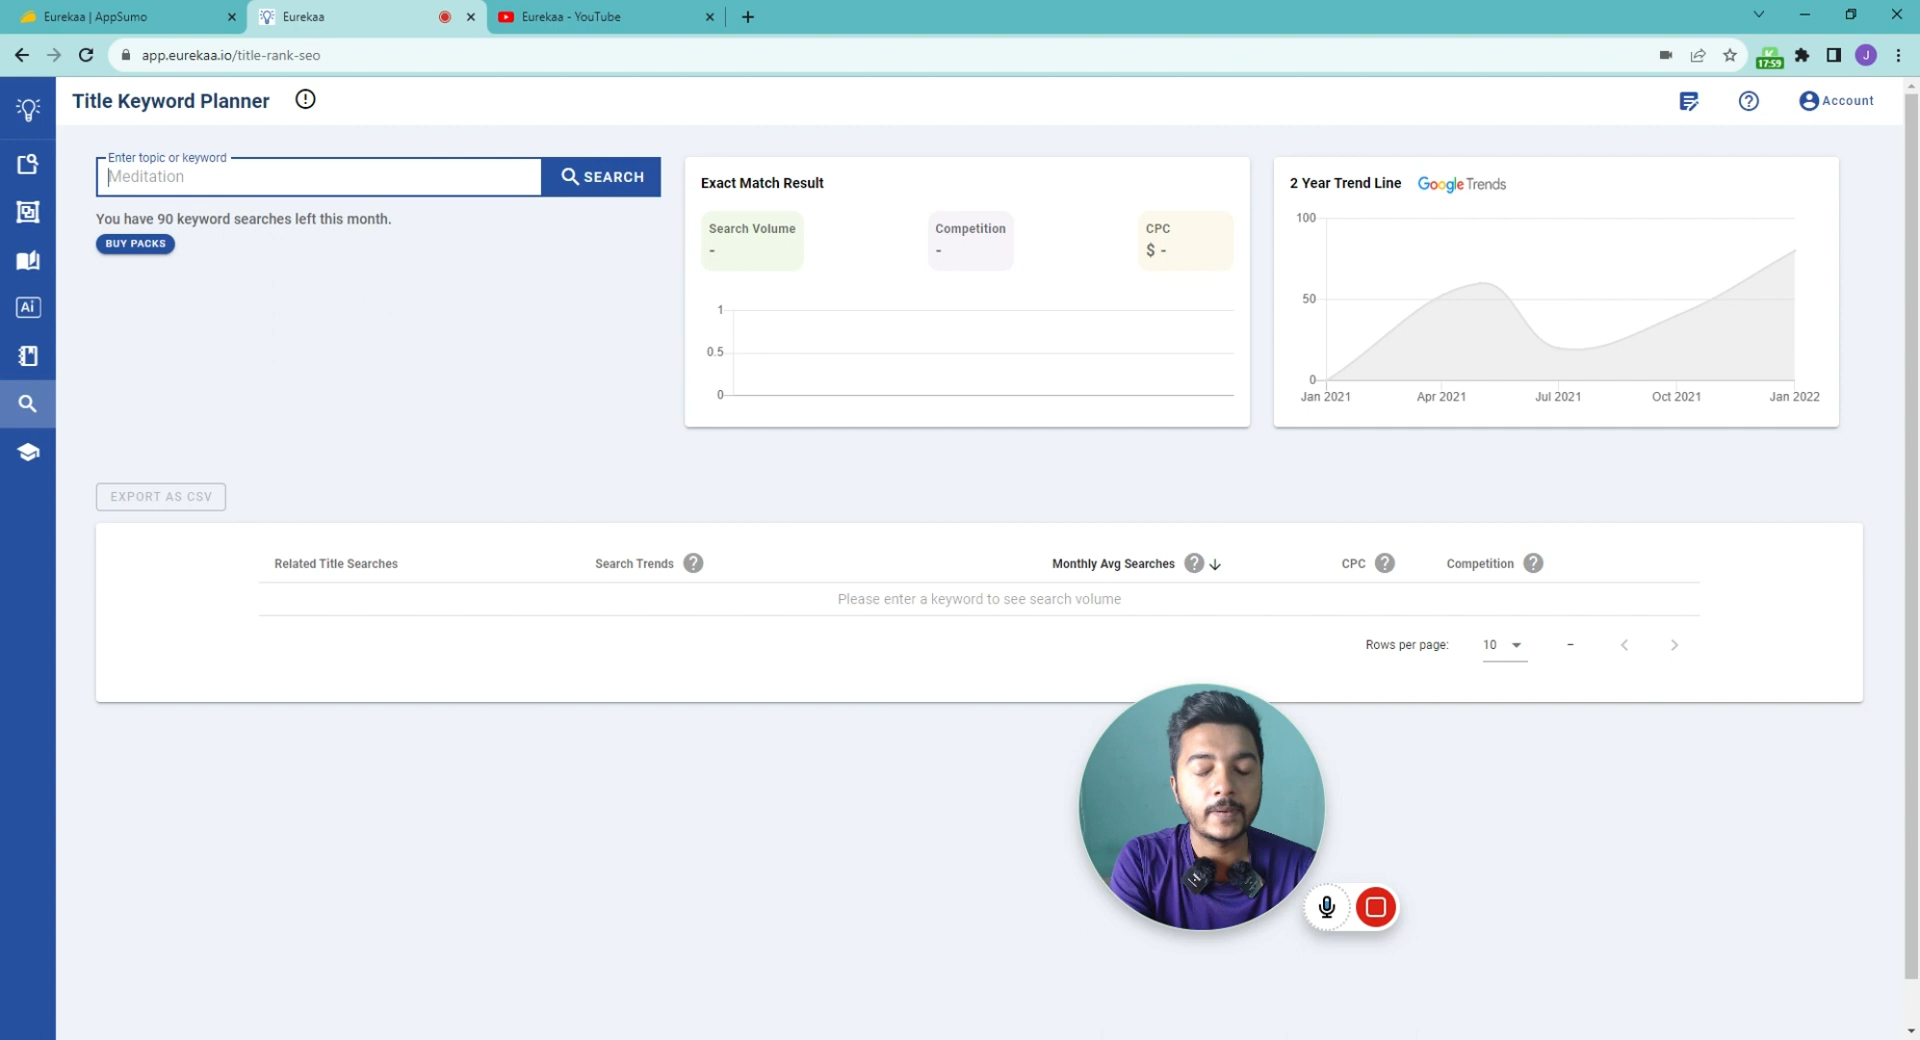 Eurekaa | AppSumo
Eurekaa
Eurekaa - YouTube
app.eurekaa.io/title-rank-seo
17:59
J
Title Keyword Planner
Account
Enter topic or keyword
Meditation
SEARCH
You have 90 keyword searches left this month.
BUY PACKS
Exact Match Result
Search Volume
-
Competition
-
CPC
$ -
1
0.5
0
2 Year Trend Line
Google Trends
100
50
0
Jan 2021
Apr 2021
Jul 2021
Oct 2021
Jan 2022
Ai
EXPORT AS CSV
Related Title Searches
Search Trends
Monthly Avg Searches
CPC
Competition
Please enter a keyword to see search volume
Rows per page:
10
-